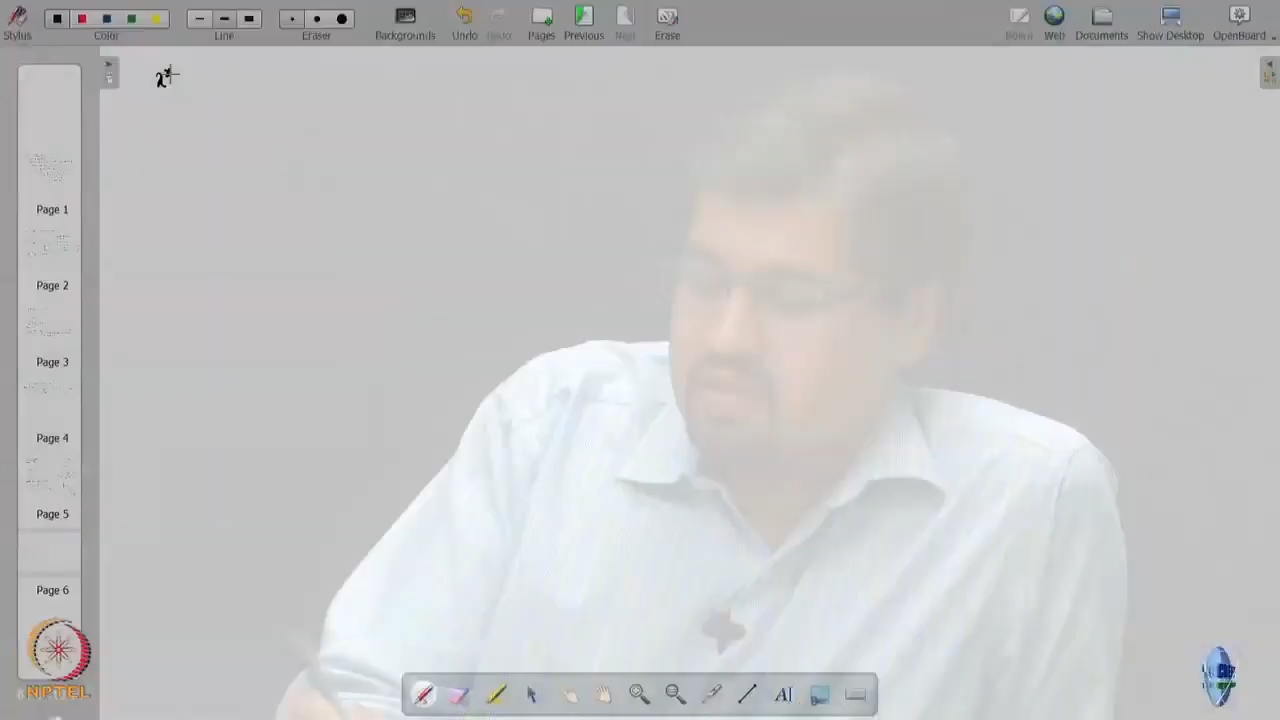 Stylus
Color
Line
Eraser
Backgrounds
Undo
Redo
Pages
Previous
Next
Erase
Board
Web
Documents
Show Desktop
OpenBoard
Page 1
Page 2
Page 3
Page 4
Page 5
Page 6
NPTEL